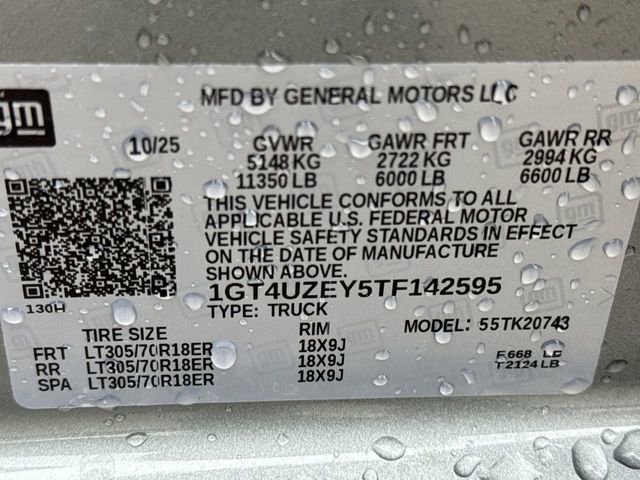 gm
MFD BY GENERAL MOTORS LLC
10/25 GVWR GAWR FRT GAWR RR
5148 KG 2722 KG 2994 KG
11350 LB 6000 LB 6600 LB
THIS VEHICLE CONFORMS TO ALL
APPLICABLE U.S. FEDERAL MOTOR
VEHICLE SAFETY STANDARDS IN EFFECT
ON THE DATE OF MANUFACTURE
SHOWN ABOVE.
130H
1GT4UZEY5TF142595
TYPE: TRUCK MODEL: 55TK20743
TIRE SIZE RIM
FRT LT305/70R18ER 18X9J
RR LT305/70R18ER 18X9J
SPA LT305/70R18ER 18X9J
F 668 LB
T2124 LB